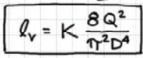 ℓᵥ = K 8Q² / π²D⁴